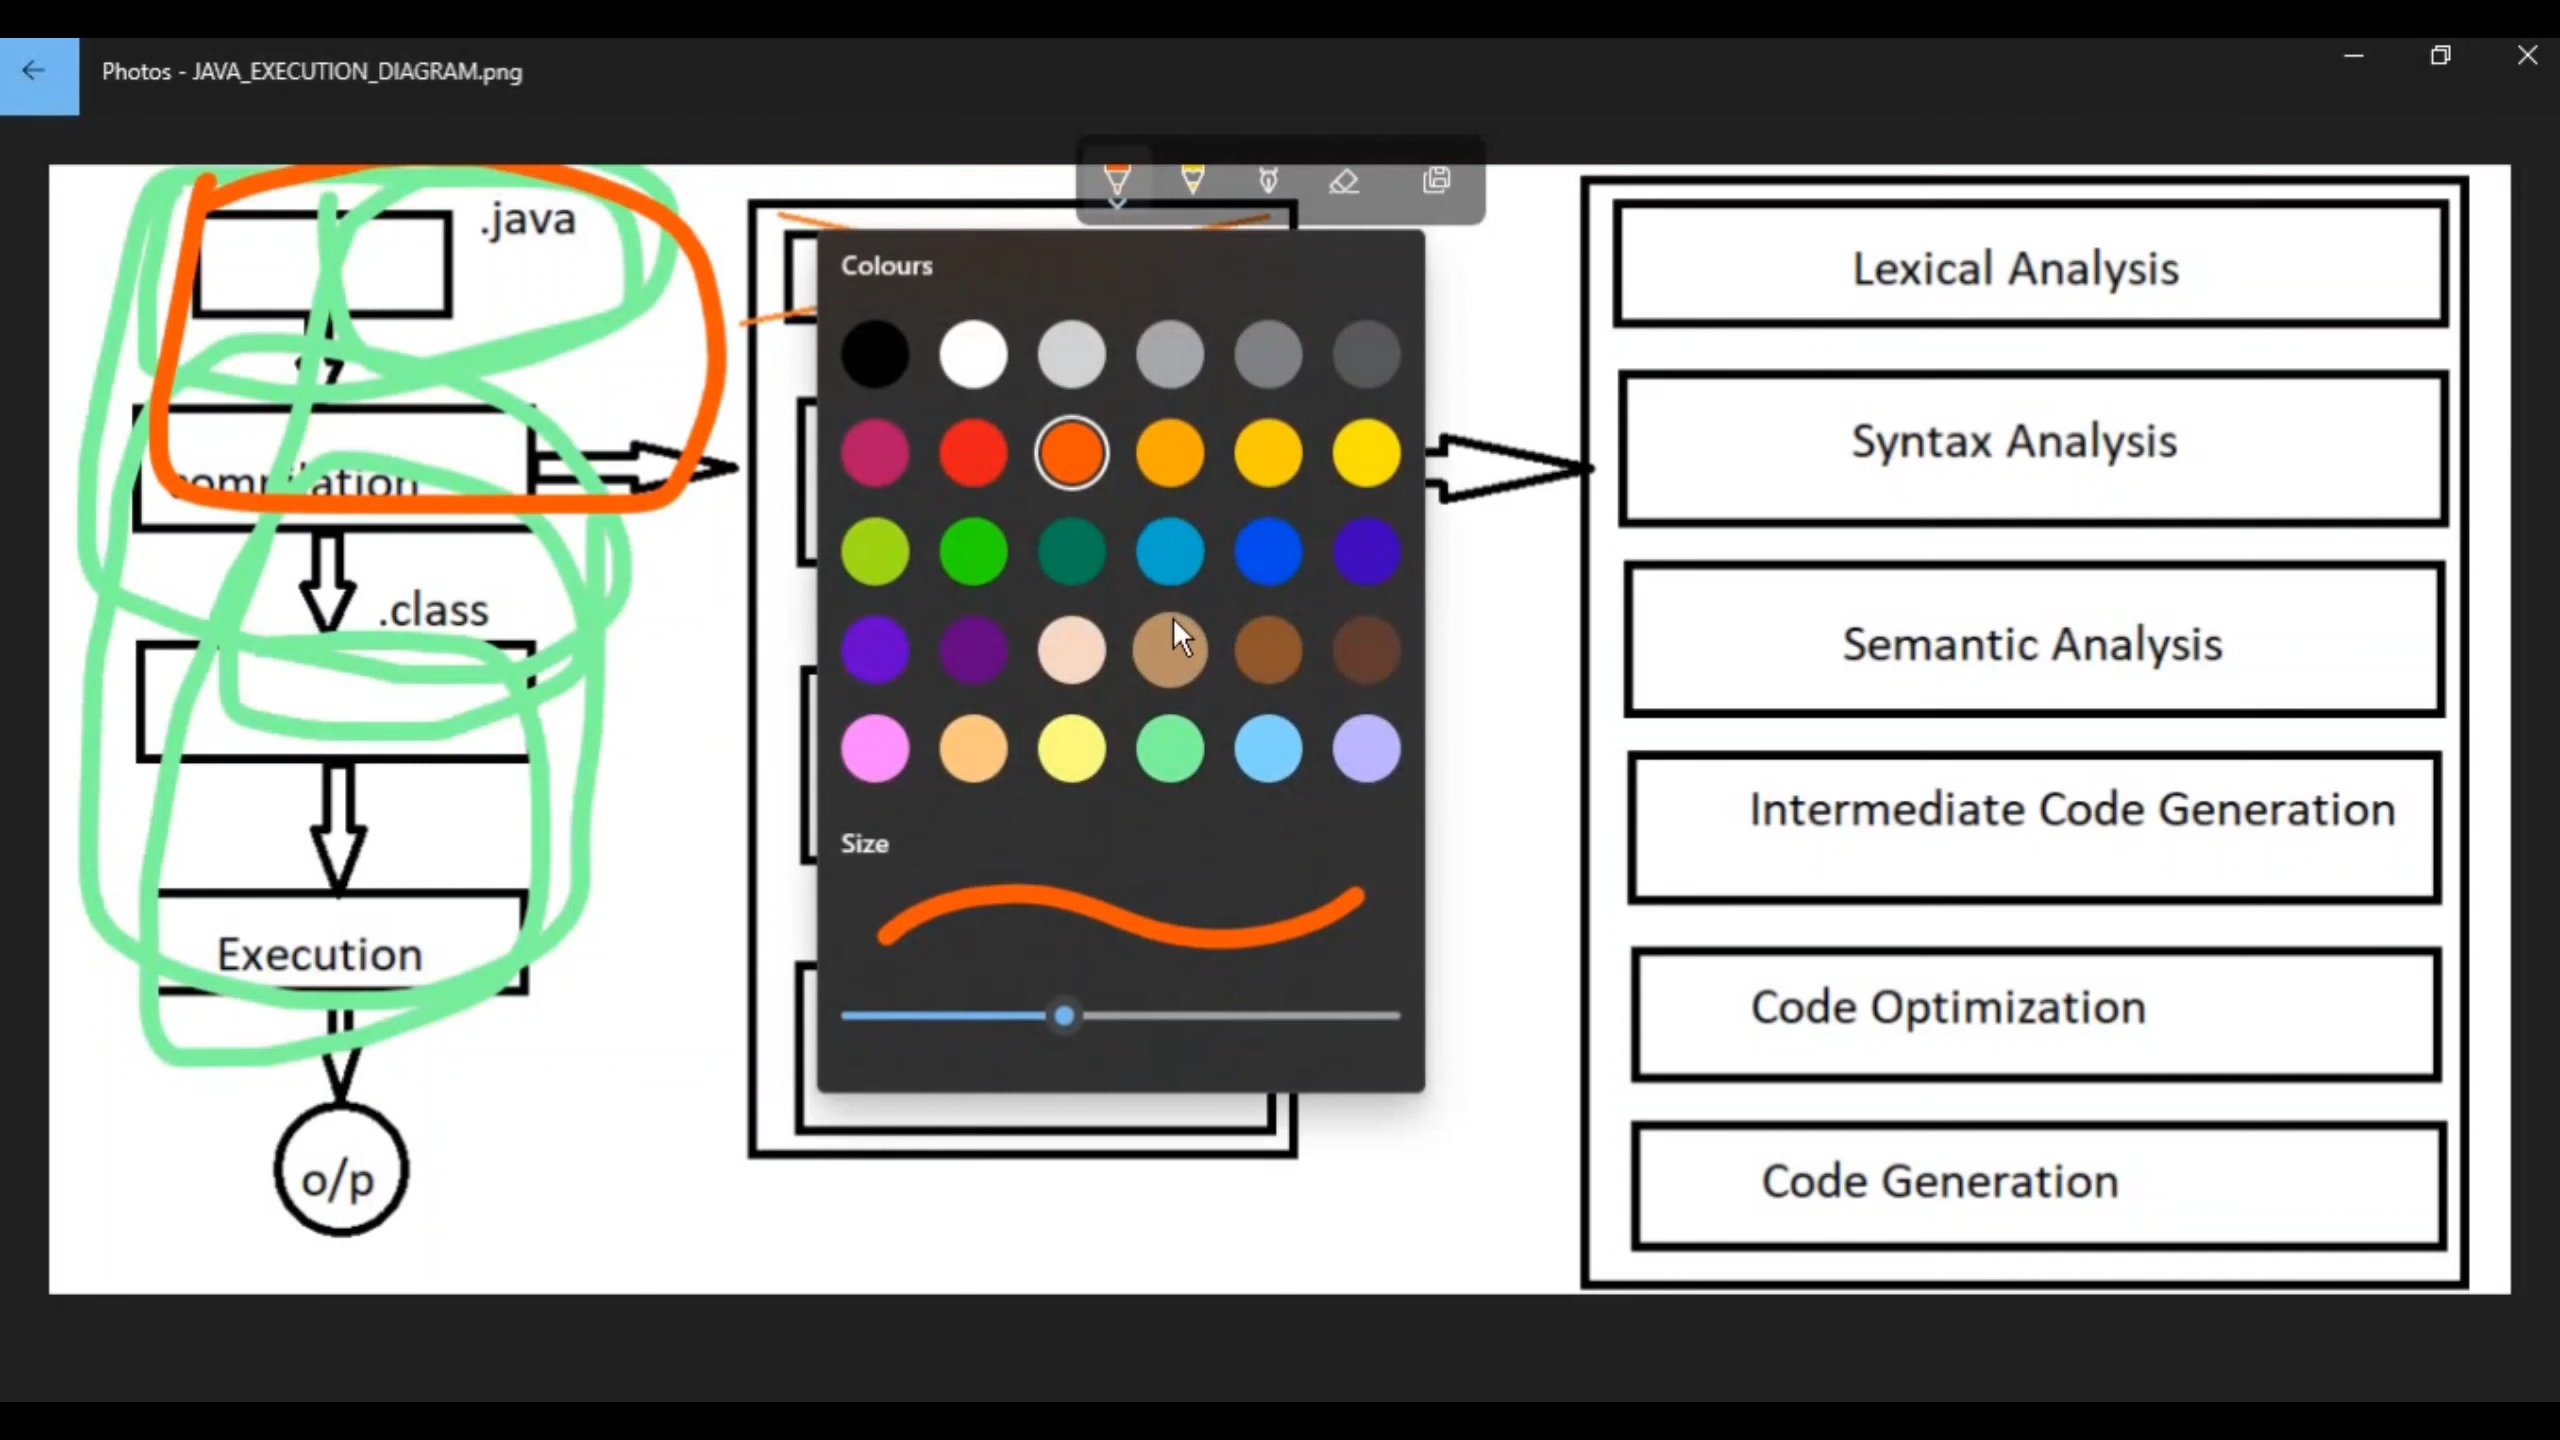 Photos - JAVA_EXECUTION_DIAGRAM.png
.java
compilation
.class
Execution
o/p
Colours
Size
Lexical Analysis
Syntax Analysis
Semantic Analysis
Intermediate Code Generation
Code Optimization
Code Generation